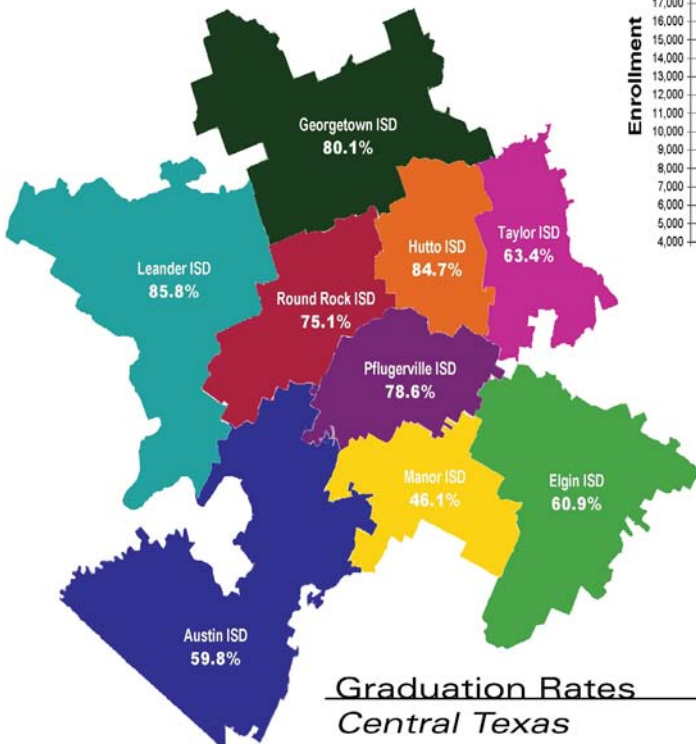 17,000
16,000
15,000
14,000
13,000
12,000
11,000
10,000
9,000
8,000
7,000
6,000
5,000
4,000
Enrollment
Georgetown ISD
80.1%
Taylor ISD
63.4%
Hutto ISD
84.7%
Leander ISD
85.8%
Round Rock ISD
75.1%
Pflugerville ISD
78.6%
Manor ISD
46.1%
Elgin ISD
60.9%
Austin ISD
59.8%
Graduation Rates
Central Texas